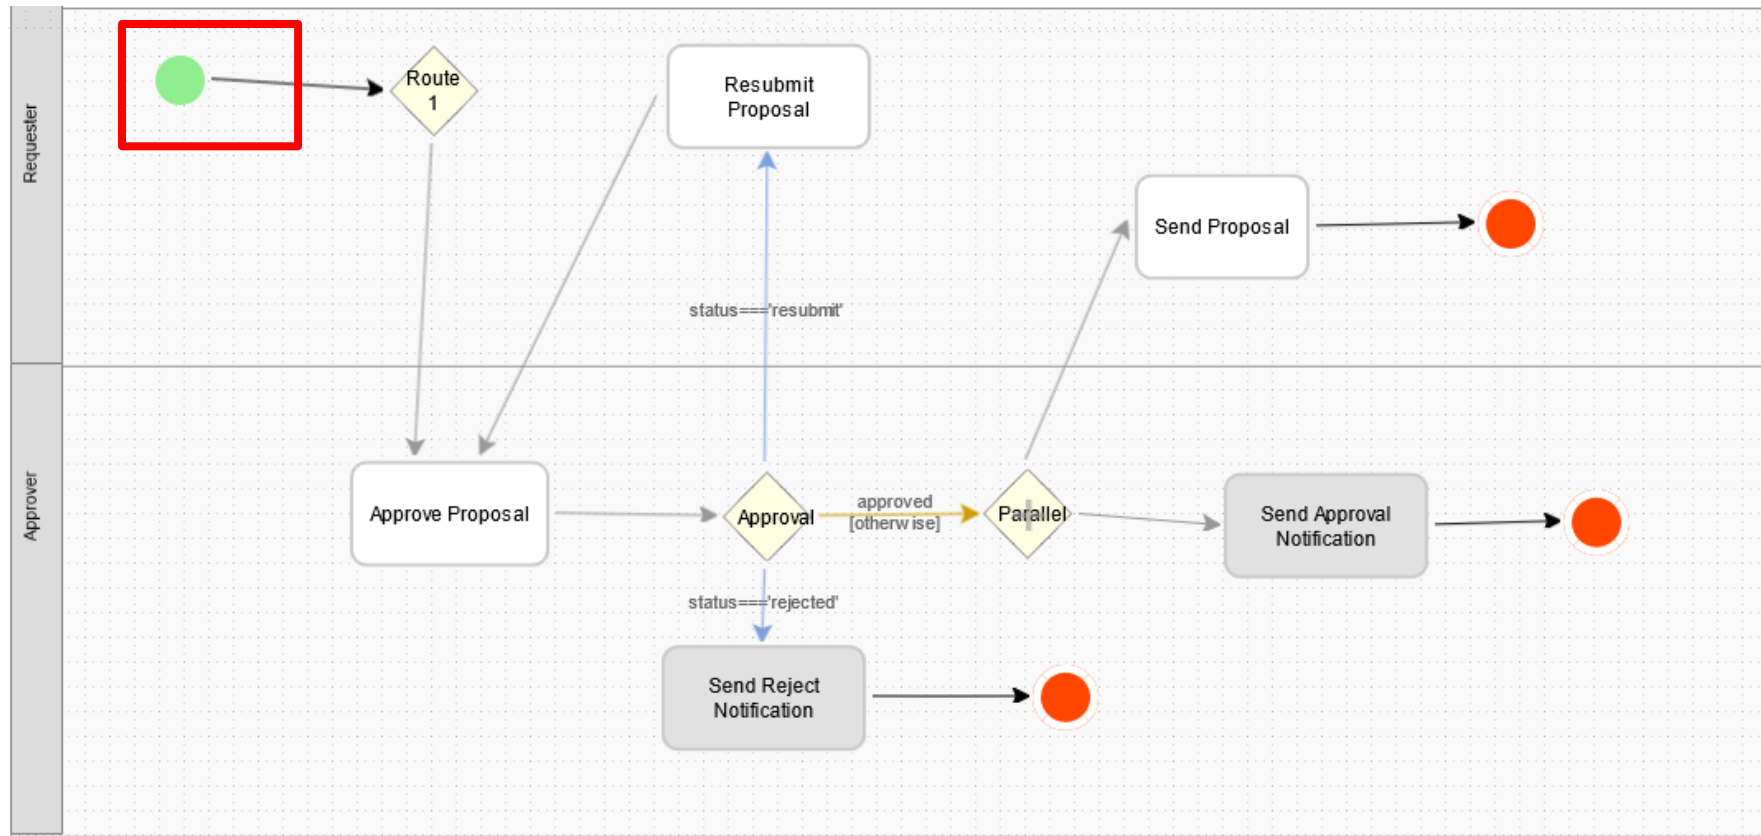 Requester
Route
1
Resubmit
Proposal
Send Proposal
status==='resubmit'
Approver
Approve Proposal
Approval
approved
[otherwise]
Parallel
Send Approval
Notification
status==='rejected'
Send Reject
Notification